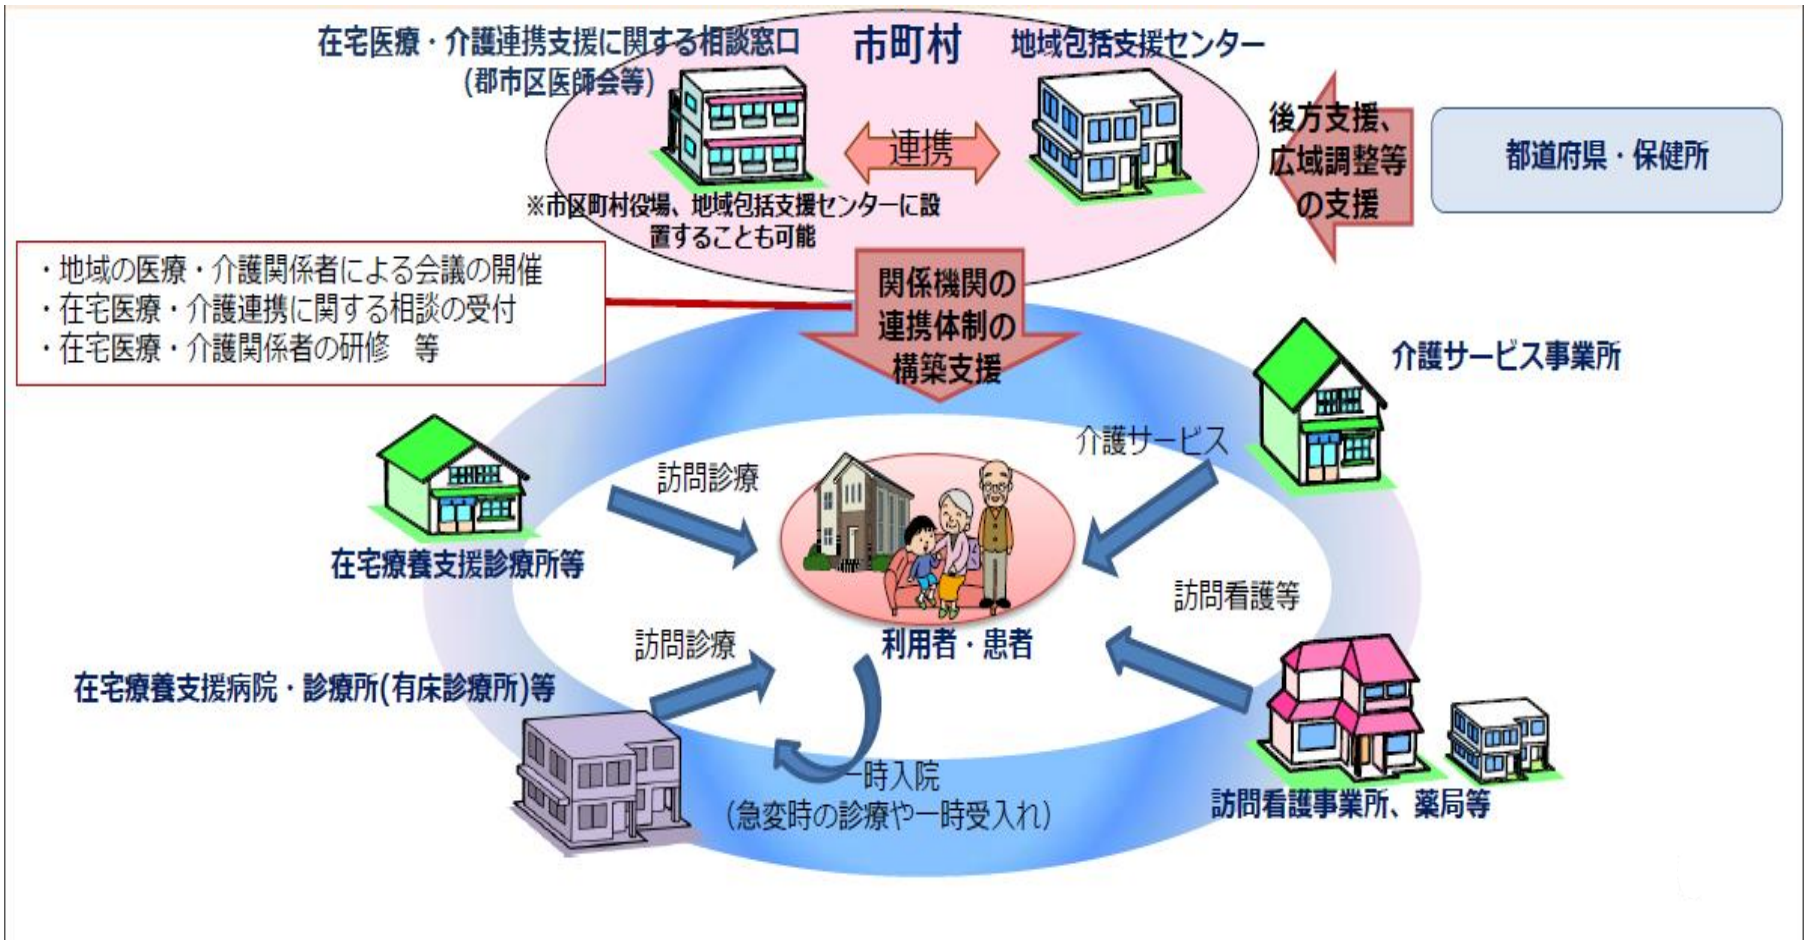 在宅医療・介護連携支援に関する相談窓口
(郡市区医師会等)
市町村
地域包括支援センター
連携
※市区町村役場、地域包括支援センターに設
置することも可能
後方支援、
広域調整等
の支援
都道府県・保健所
・地域の医療・介護関係者による会議の開催
・在宅医療・介護連携に関する相談の受付
・在宅医療・介護関係者の研修　等
関係機関の
連携体制の
構築支援
介護サービス事業所
介護サービス
訪問診療
在宅療養支援診療所等
訪問看護等
利用者・患者
訪問診療
在宅療養支援病院・診療所(有床診療所)等
一時入院
(急変時の診療や一時受入れ)
訪問看護事業所、薬局等